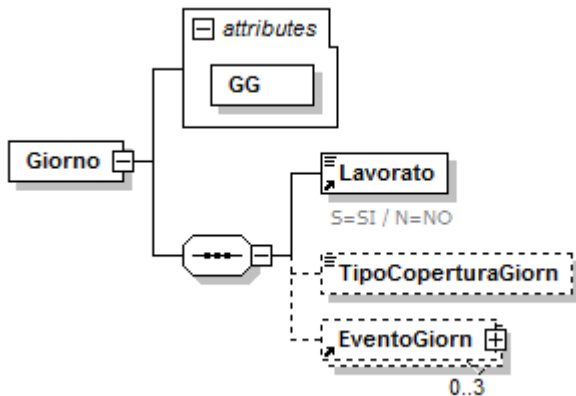 attributes
GG
Giorno
Lavorato
S=SI / N=NO
TipoCoperturaGiorn
EventoGiorn
0..3